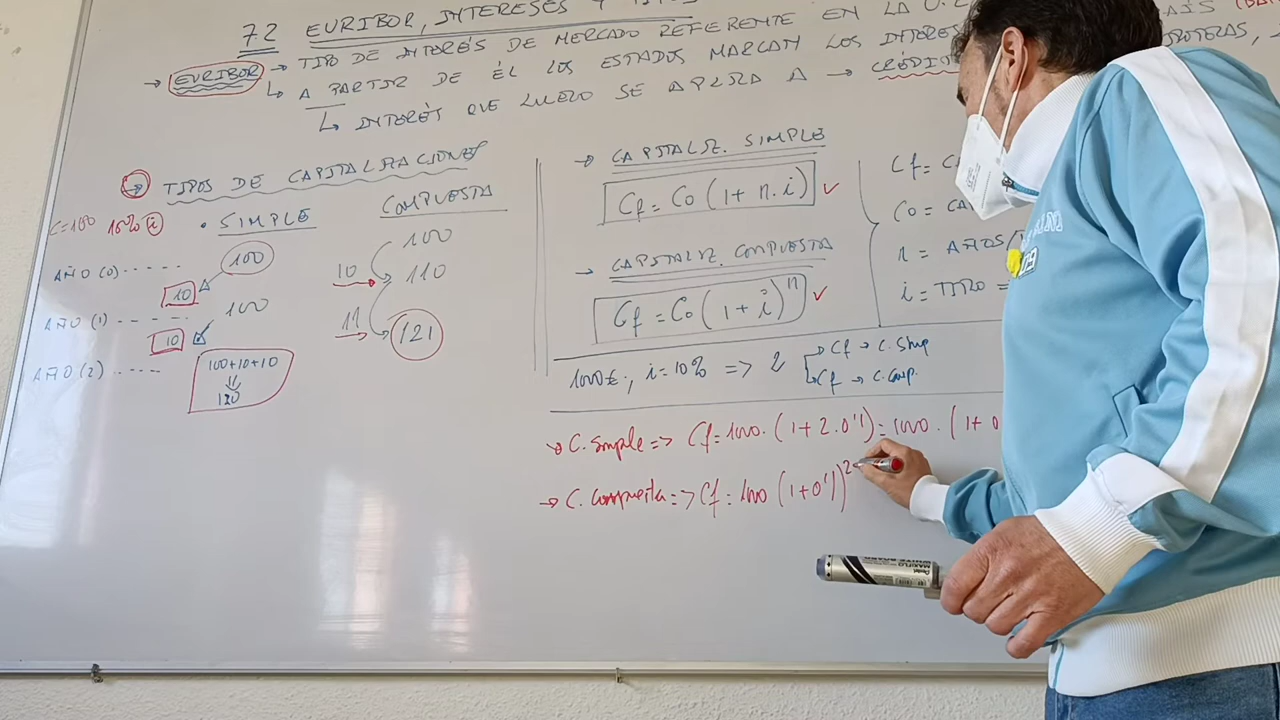 7.2 EURIBOR, INTERESES Y
→ EURIBOR → TIPO DE INTERÉS DE MERCADO REFERENTE EN LA U.E
↳ A PARTIR DE ÉL LOS ESTADOS MARCAN LOS INTERÉS
↳ INTERÉS QUE LUEGO SE APLICA A → CRÉDITO
→ TIPOS DE CAPITALIZACIONES
C=100 10% i
• SIMPLE
COMPUESTA
AÑO (0) ..... 100
10
AÑO (1) - - - - 100
10
AÑO (2) .....
100+10+10
120
100
10 → 110
11 → 121
→ CAPITALIZ. SIMPLE
Cf = Co (1 + n . i) ✓
→ CAPITALIZ. COMPUESTA
Cf = Co (1 + i)ⁿ ✓
Cf = C
Co = CA
n = AÑOS/
i = TIPO =
1000€ ; i = 10% => 2
Cf → C. Simp
Cf → C. Comp.
→ C. Simple => Cf = 1000 . (1 + 2 . 0'1) = 1000 . (1 + 0
→ C. Compuesta => Cf = 1000 (1 + 0'1)²